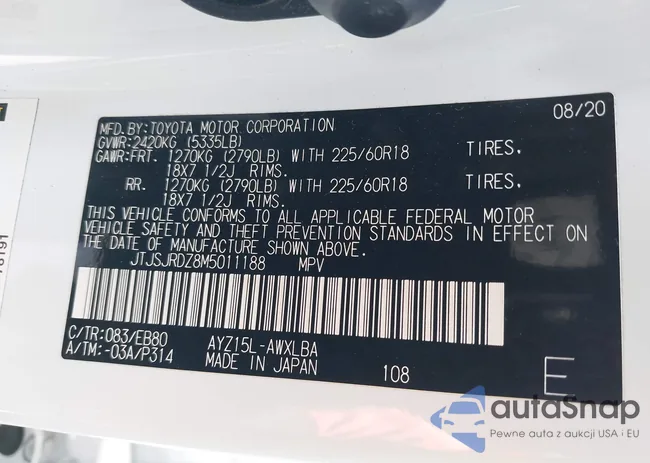 08/20
MFD.BY:TOYOTA MOTOR CORPORATION
GVWR:2420KG (5335LB)
GAWR:FRT. 1270KG (2790LB) WITH 225/60R18 TIRES.
18X7 1/2J RIMS.
RR. 1270KG (2790LB) WITH 225/60R18 TIRES.
18X7 1/2J RIMS.
THIS VEHICLE CONFORMS TO ALL APPLICABLE FEDERAL MOTOR
VEHICLE SAFETY AND THEFT PREVENTION STANDARDS IN EFFECT ON
THE DATE OF MANUFACTURE SHOWN ABOVE.
JTJSJRDZ8M5011188 MPV
C/TR:083/EB80 AYZ15L-AWXLBA
A/TM:-03A/P314 MADE IN JAPAN 108 E
autaSnap
Pewne auta z aukcji USA i EU